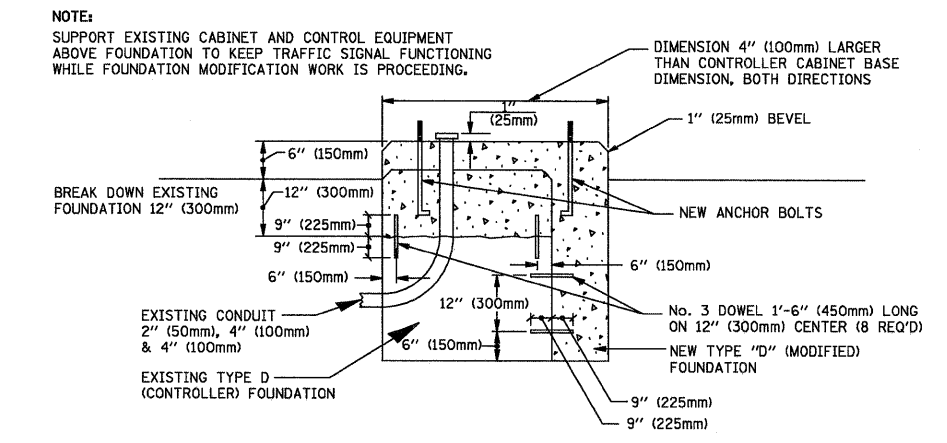 NOTE:
SUPPORT EXISTING CABINET AND CONTROL EQUIPMENT
ABOVE FOUNDATION TO KEEP TRAFFIC SIGNAL FUNCTIONING
WHILE FOUNDATION MODIFICATION WORK IS PROCEEDING.
DIMENSION 4" (100mm) LARGER
THAN CONTROLLER CABINET BASE
DIMENSION, BOTH DIRECTIONS
1"
(25mm)
1" (25mm) BEVEL
6" (150mm)
BREAK DOWN EXISTING
FOUNDATION 12" (300mm)
12" (300mm)
NEW ANCHOR BOLTS
9" (225mm)
9" (225mm)
6" (150mm)
6" (150mm)
12" (300mm)
EXISTING CONDUIT
2" (50mm), 4" (100mm)
& 4" (100mm)
No. 3 DOWEL 1'-6" (450mm) LONG
ON 12" (300mm) CENTER (8 REQ'D)
6" (150mm)
NEW TYPE "D" (MODIFIED)
FOUNDATION
EXISTING TYPE D
(CONTROLLER) FOUNDATION
9" (225mm)
9" (225mm)